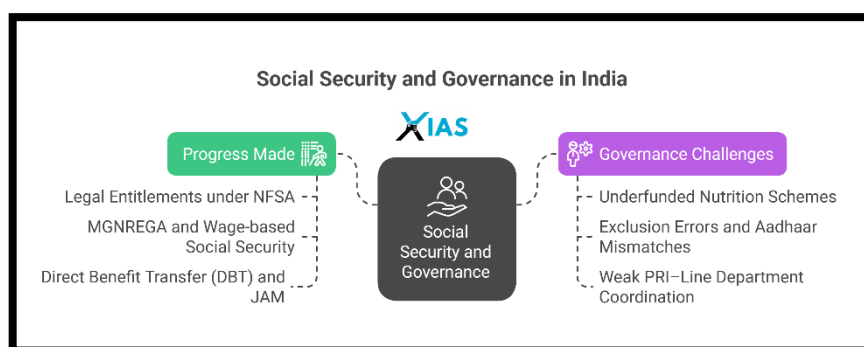 Social Security and Governance in India
XIAS
Progress Made
Governance Challenges
Legal Entitlements under NFSA
MGNREGA and Wage-based
Social Security
Direct Benefit Transfer (DBT) and
JAM
Social
Security and
Governance
Underfunded Nutrition Schemes
Exclusion Errors and Aadhaar
Mismatches
Weak PRI–Line Department
Coordination